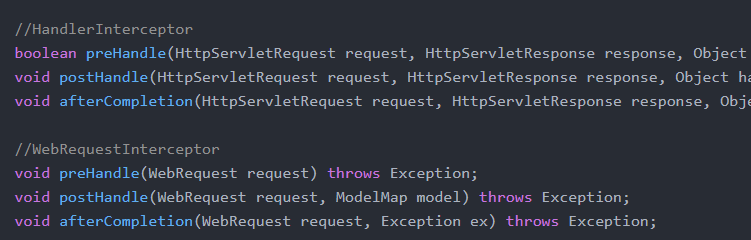 //HandlerInterceptor
boolean preHandle(HttpServletRequest request, HttpServletResponse response, Object
void postHandle(HttpServletRequest request, HttpServletResponse response, Object ha
void afterCompletion(HttpServletRequest request, HttpServletResponse response, Obje
//WebRequestInterceptor
void preHandle(WebRequest request) throws Exception;
void postHandle(WebRequest request, ModelMap model) throws Exception;
void afterCompletion(WebRequest request, Exception ex) throws Exception;